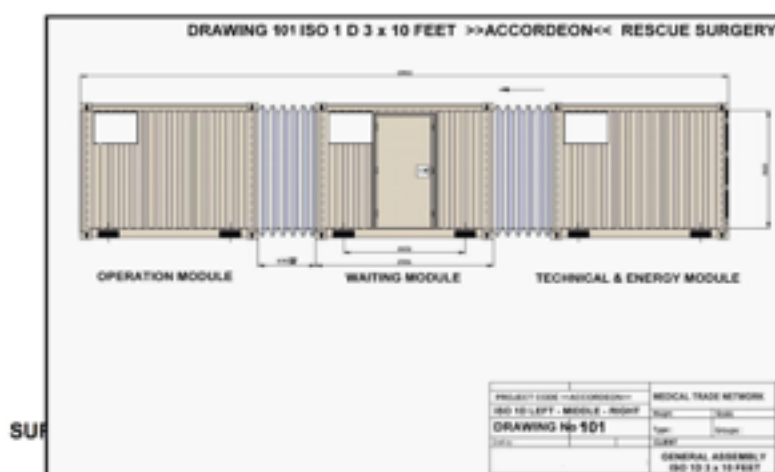 DRAWING 101 ISO 1 D 3 x 10 FEET >>ACCORDEON<< RESCUE SURGERY
OPERATION MODULE WAITING MODULE TECHNICAL & ENERGY MODULE
PROJECT CODE >>ACCORDEON<< MEDICAL TRADE NETWORK
ISO 1D LEFT - MIDDLE - RIGHT
DRAWING No 101
CLIENT
GENERAL ASSEMBLY
ISO 1D 3 x 10 FEET
SUR